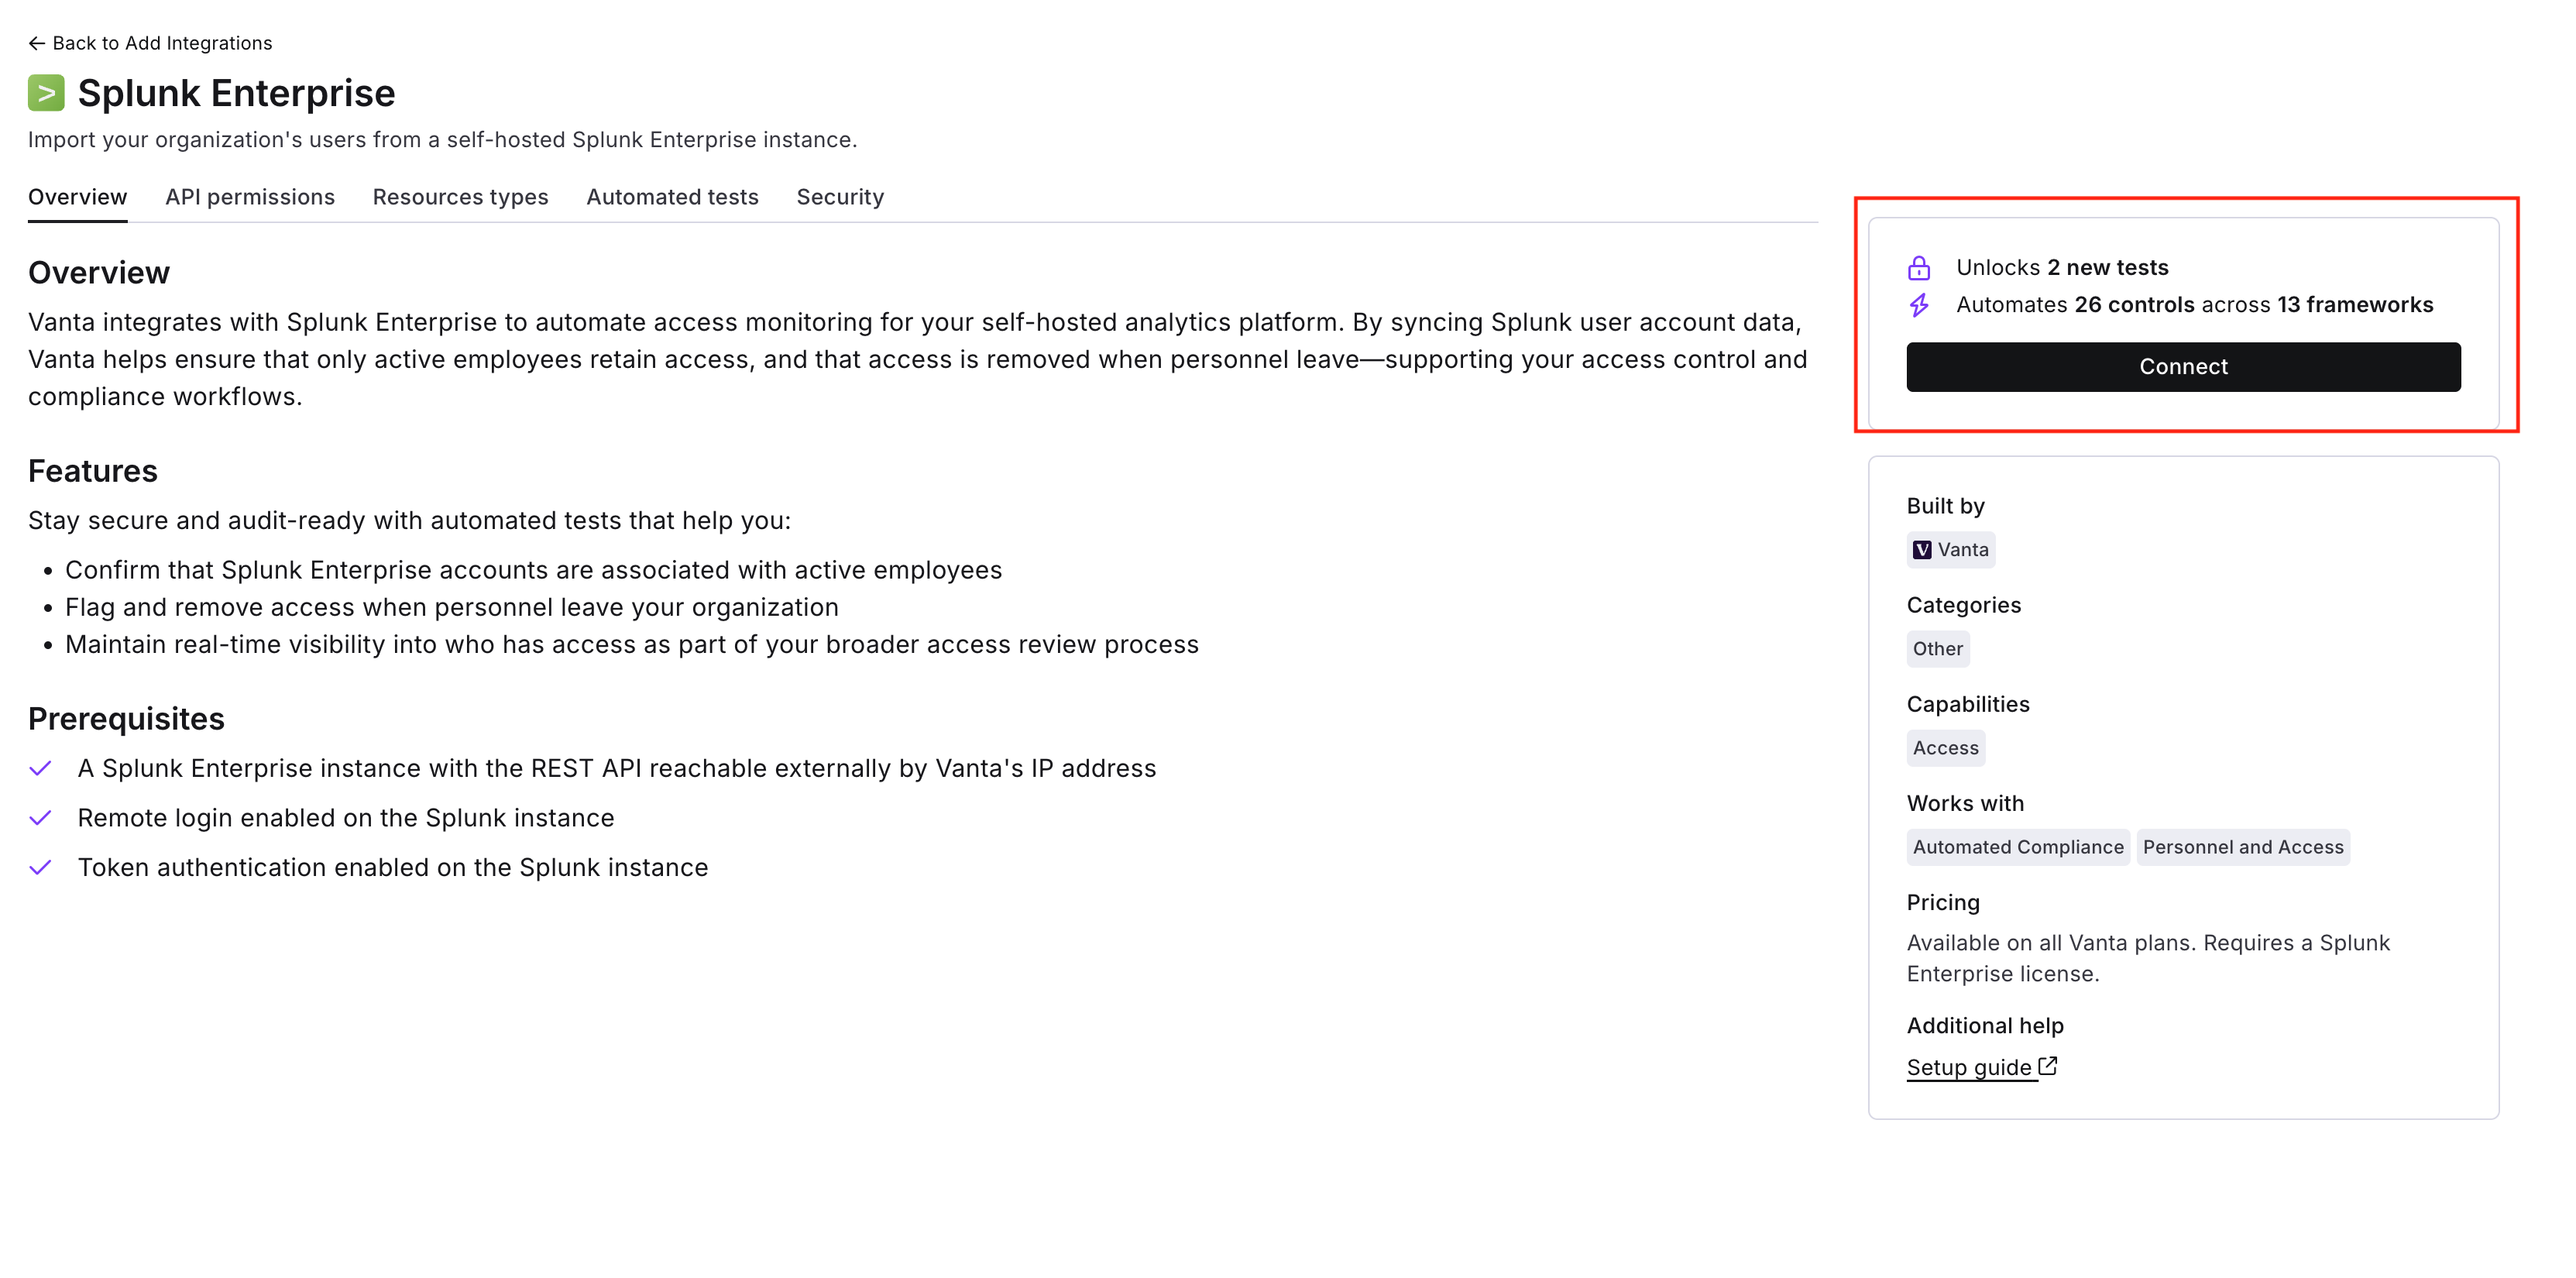 ← Back to Add Integrations
> Splunk Enterprise
Import your organization's users from a self-hosted Splunk Enterprise instance.
Overview API permissions Resources types Automated tests Security
Overview
Vanta integrates with Splunk Enterprise to automate access monitoring for your self-hosted analytics platform. By syncing Splunk user account data,
Vanta helps ensure that only active employees retain access, and that access is removed when personnel leave—supporting your access control and
compliance workflows.
Features
Stay secure and audit-ready with automated tests that help you:
• Confirm that Splunk Enterprise accounts are associated with active employees
• Flag and remove access when personnel leave your organization
• Maintain real-time visibility into who has access as part of your broader access review process
Prerequisites
A Splunk Enterprise instance with the REST API reachable externally by Vanta's IP address
Remote login enabled on the Splunk instance
Token authentication enabled on the Splunk instance
Unlocks 2 new tests
Automates 26 controls across 13 frameworks
Connect
Built by
V Vanta
Categories
Other
Capabilities
Access
Works with
Automated Compliance Personnel and Access
Pricing
Available on all Vanta plans. Requires a Splunk
Enterprise license.
Additional help
Setup guide